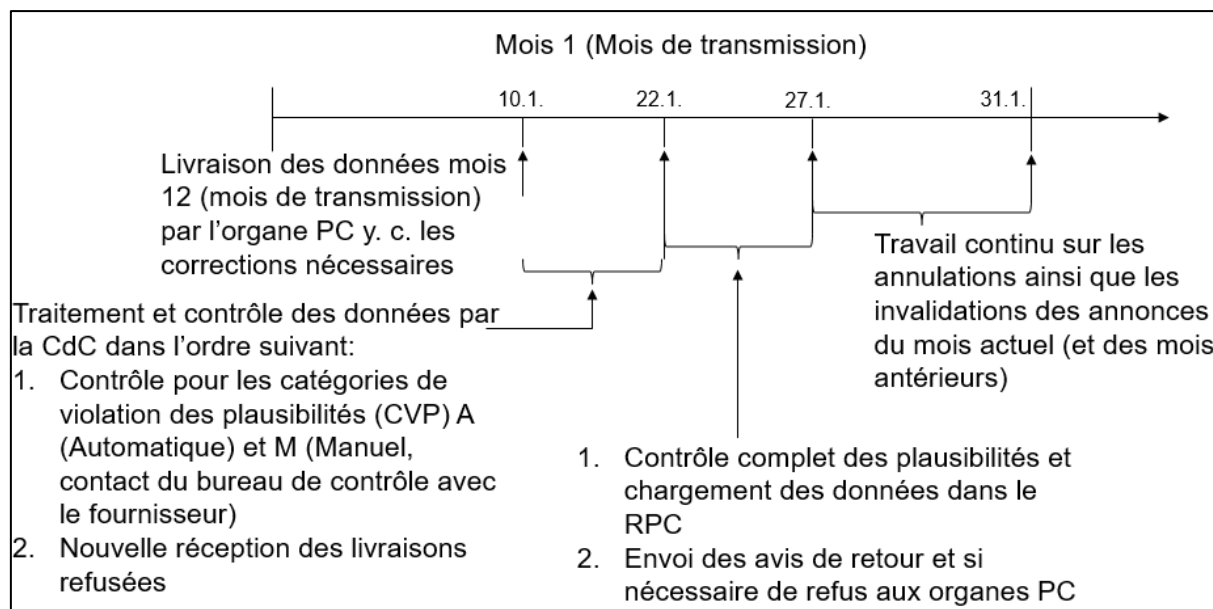 Mois 1 (Mois de transmission)
10.1. 22.1. 27.1. 31.1.
Livraison des données mois
12 (mois de transmission)
par l'organe PC y. c. les
corrections nécessaires
Traitement et contrôle des données par
la CdC dans l'ordre suivant:
1. Contrôle pour les catégories de
violation des plausibilités (CVP) A
(Automatique) et M (Manuel,
contact du bureau de contrôle avec
le fournisseur)
2. Nouvelle réception des livraisons
refusées
Travail continu sur les
annulations ainsi que les
invalidations des annonces
du mois actuel (et des mois
antérieurs)
1. Contrôle complet des plausibilités et
chargement des données dans le
RPC
2. Envoi des avis de retour et si
nécessaire de refus aux organes PC